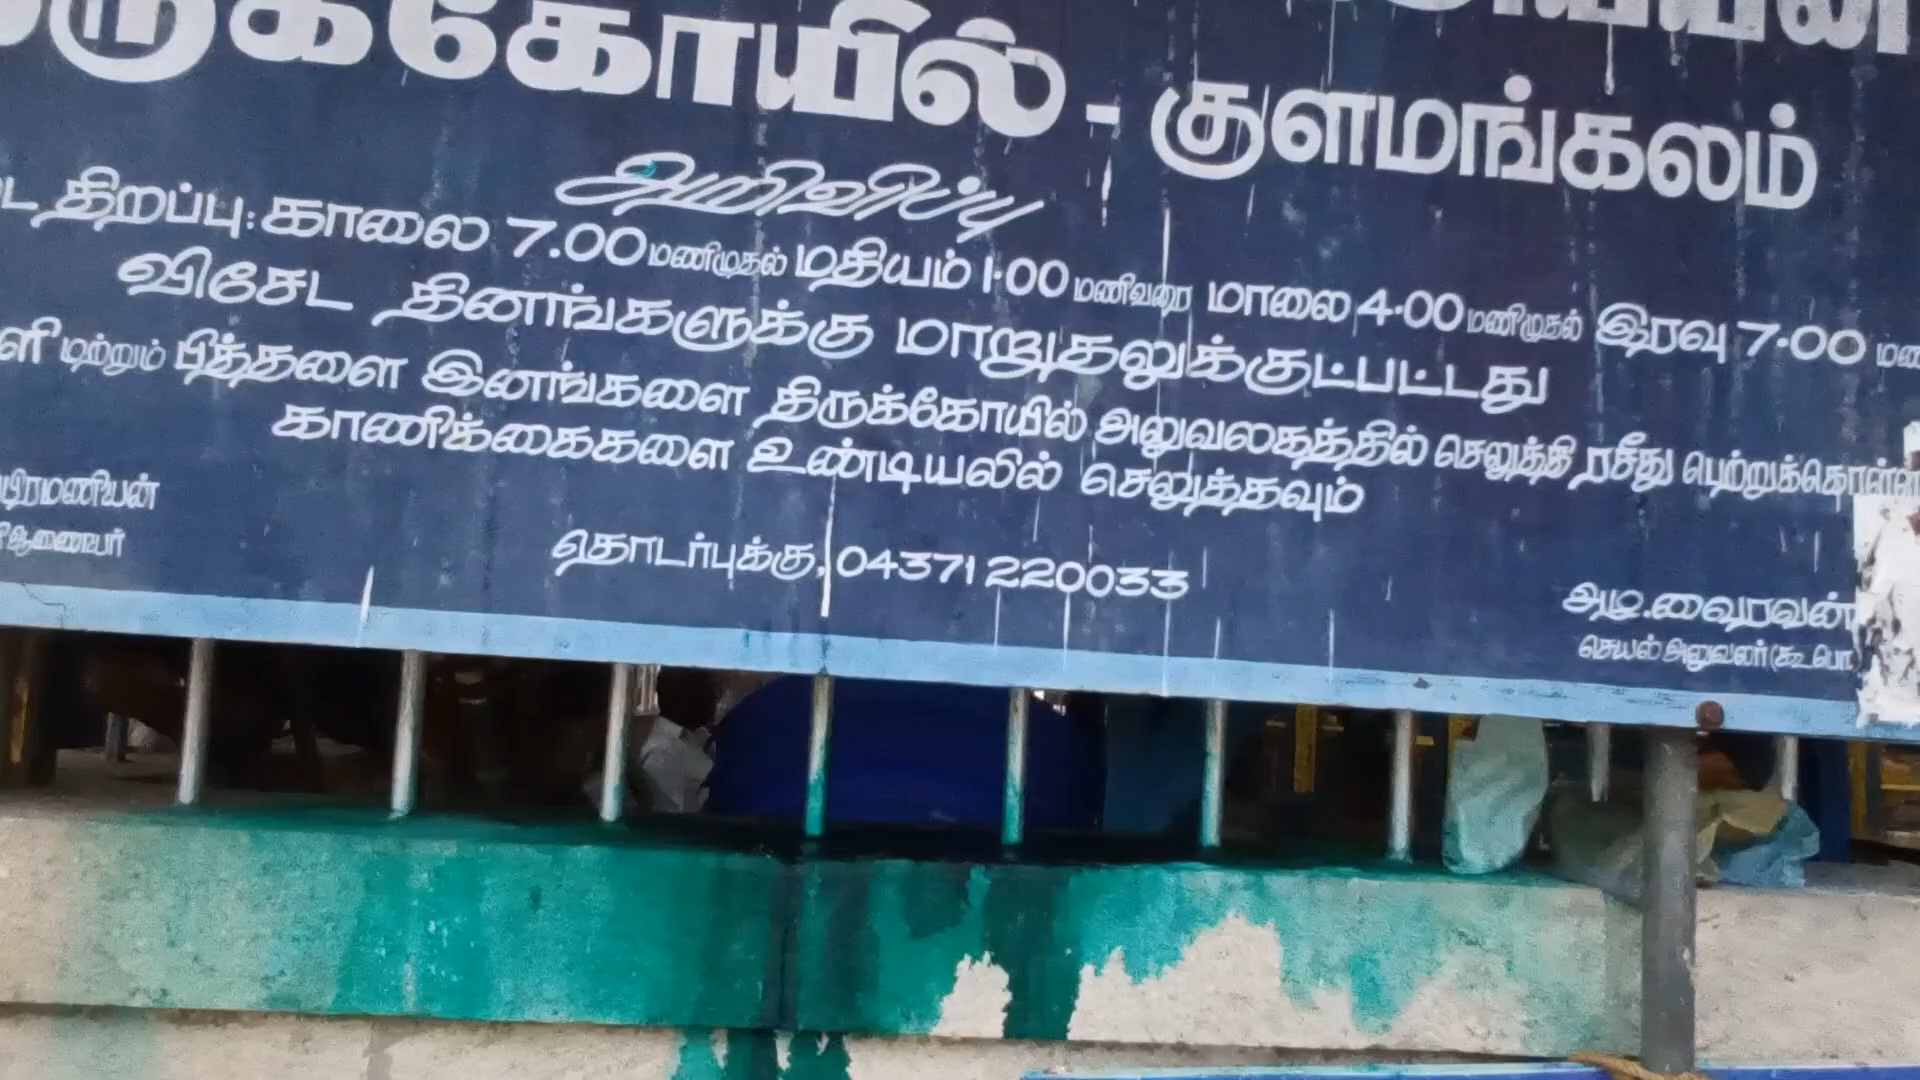 திருக்கோயில் - குளமங்கலம்
அறிவிப்பு
திறப்பு: காலை 7.00 மணிமுதல் மதியம் 1.00 மணிவரை மாலை 4.00 மணிமுதல் இரவு 7.00
விசேட தினங்களுக்கு மாறுதலுக்குட்பட்டது
மற்றும் பித்தளை இனங்களை திருக்கோயில் அலுவலகத்தில் செலுத்தி ரசீது
காணிக்கைகளை உண்டியலில் செலுத்தவும்
தொடர்புக்கு, 04371 220033
வைரவன்
செயல் அலுவலர்